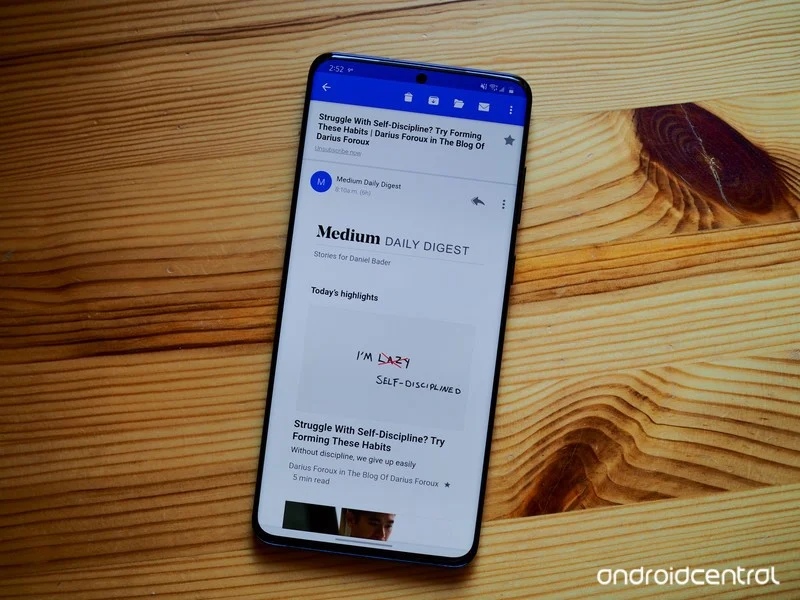 2:52
Struggle With Self-Discipline? Try Forming
These Habits | Darius Foroux in The Blog Of
Darius Foroux
Unsubscribe now
M
Medium Daily Digest
8:10a.m. (6h)
Medium DAILY DIGEST
Stories for Daniel Bader
Today's highlights
I'M LAZY
SELF-DISCIPLINED
Struggle With Self-Discipline? Try
Forming These Habits
Without discipline, we give up easily
Darius Foroux in The Blog Of Darius Foroux
5 min read
androidcentral